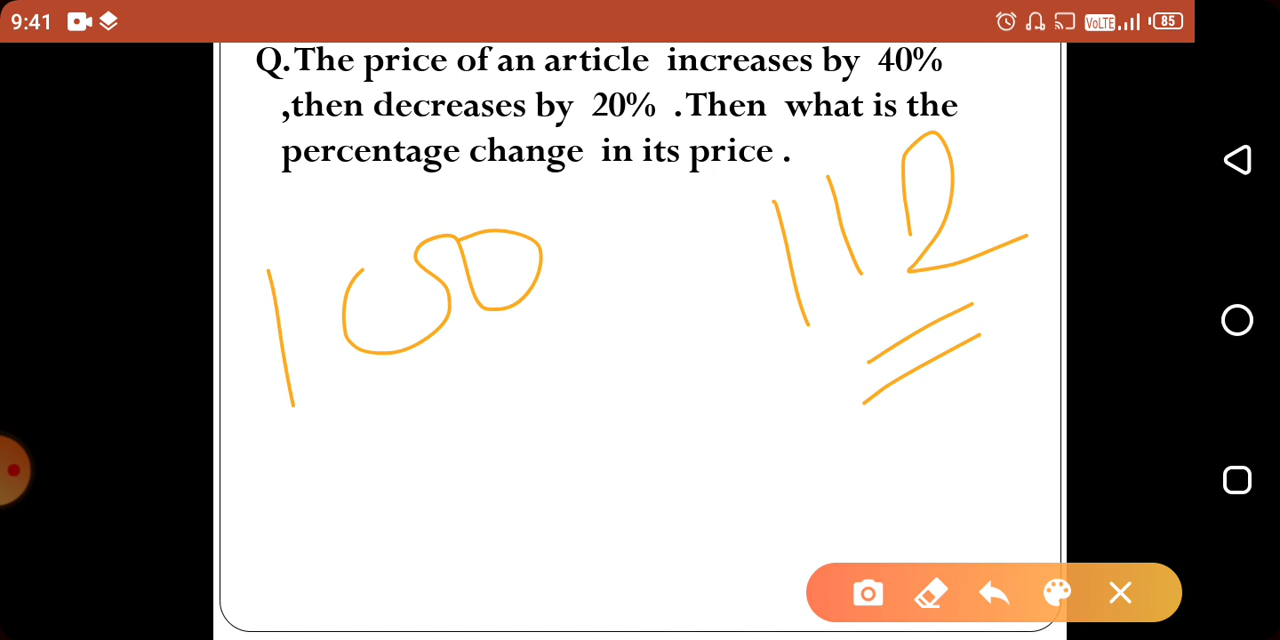 9:41
VoLTE
85
Q.The price of an article increases by 40%
,then decreases by 20% .Then what is the
percentage change in its price .
100
112